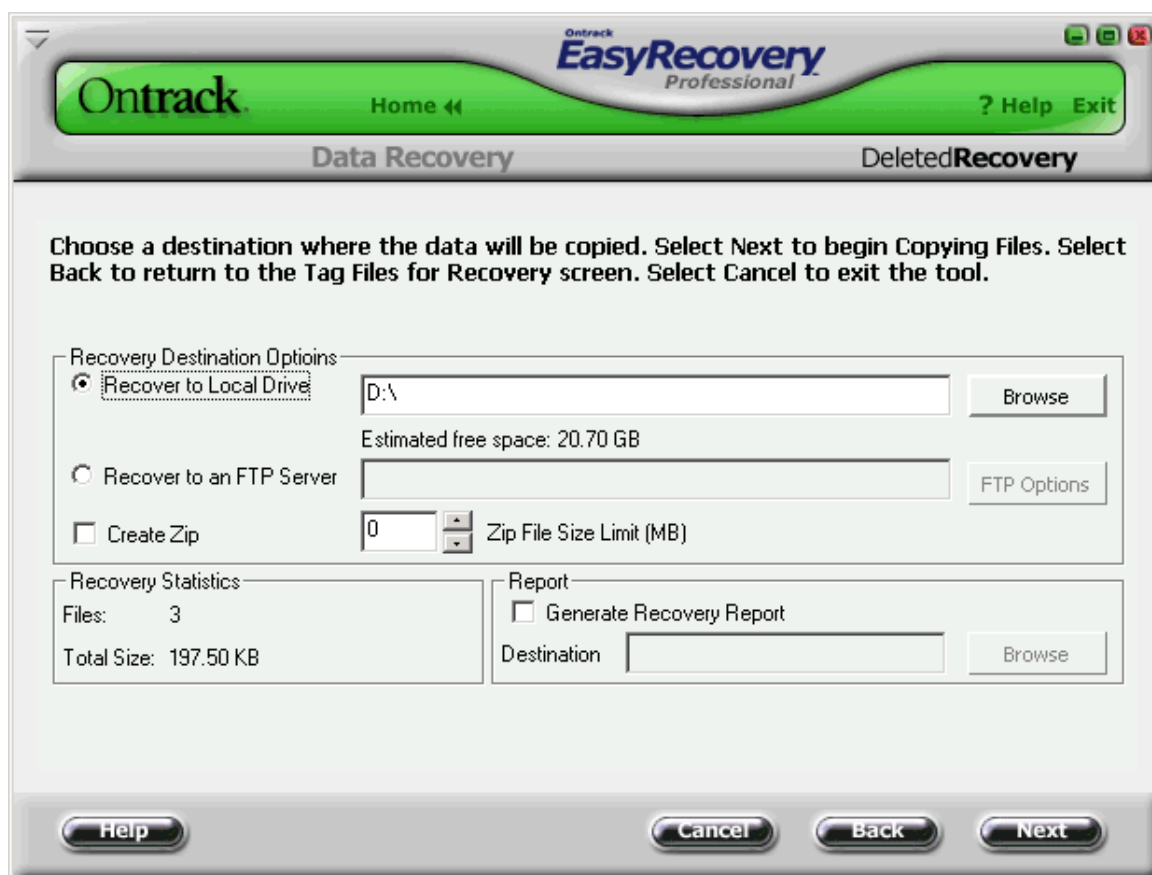 Ontrack
EasyRecovery
Professional
Ontrack.
Home
? Help Exit
Data Recovery
DeletedRecovery
Choose a destination where the data will be copied. Select Next to begin Copying Files. Select
Back to return to the Tag Files for Recovery screen. Select Cancel to exit the tool.
Recovery Destination Optioins
Recover to Local Drive
D:\
Browse
Estimated free space: 20.70 GB
Recover to an FTP Server
FTP Options
Create Zip
0
Zip File Size Limit (MB)
Recovery Statistics
Files: 3
Total Size: 197.50 KB
Report
Generate Recovery Report
Destination
Browse
Help
Cancel
Back
Next